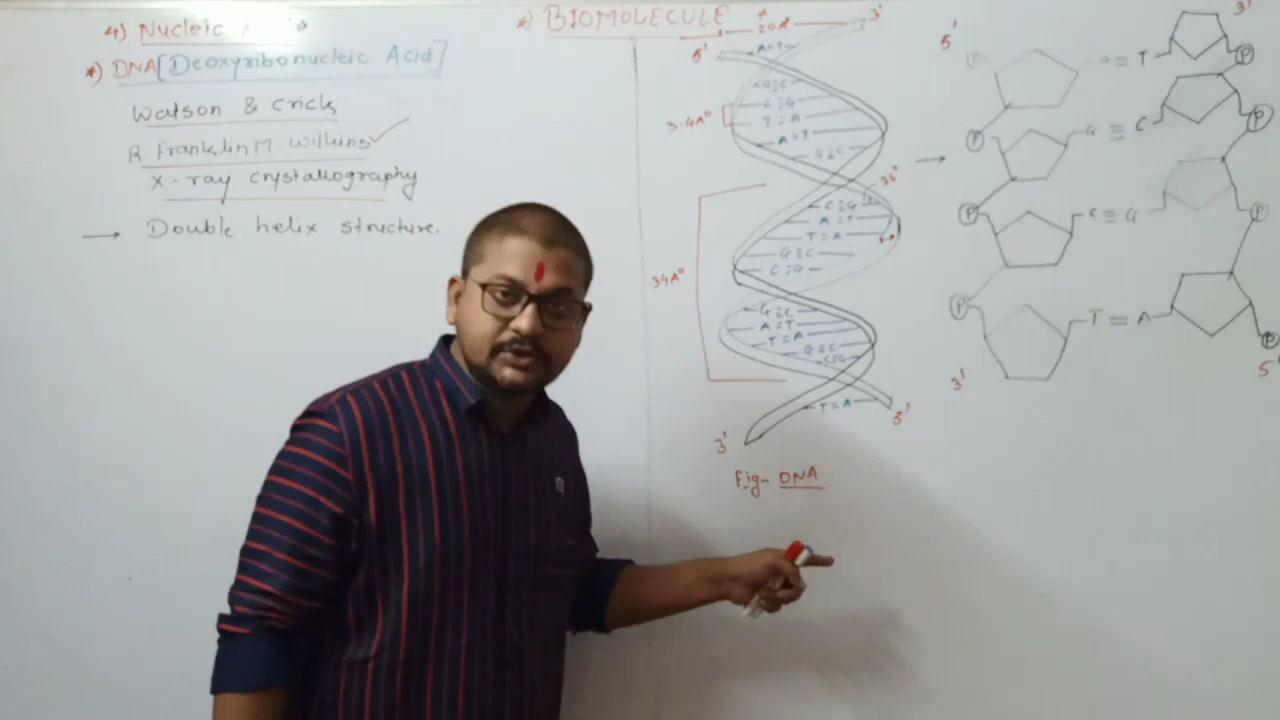 *) BIOMOLECULE
4) Nucleic
*) DNA [Deoxyribonucleic Acid]
Watson & Crick
R. Franklin M Wilkins ✓
X-ray crystallography
→ Double helix structure.
20A
3'
5'
A=T
G≡C
C≡G
3.4A°
T=A
A=T
G≡C
36°
C≡G
A=T
T=A
G≡C
C≡G
34A°
G≡C
A=T
T=A
G≡C
C≡G
T=A
5'
3'
Fig- DNA
→
5'
3'
P A = T P
P G ≡ C P
P C ≡ G P
P T = A P
3'
5'